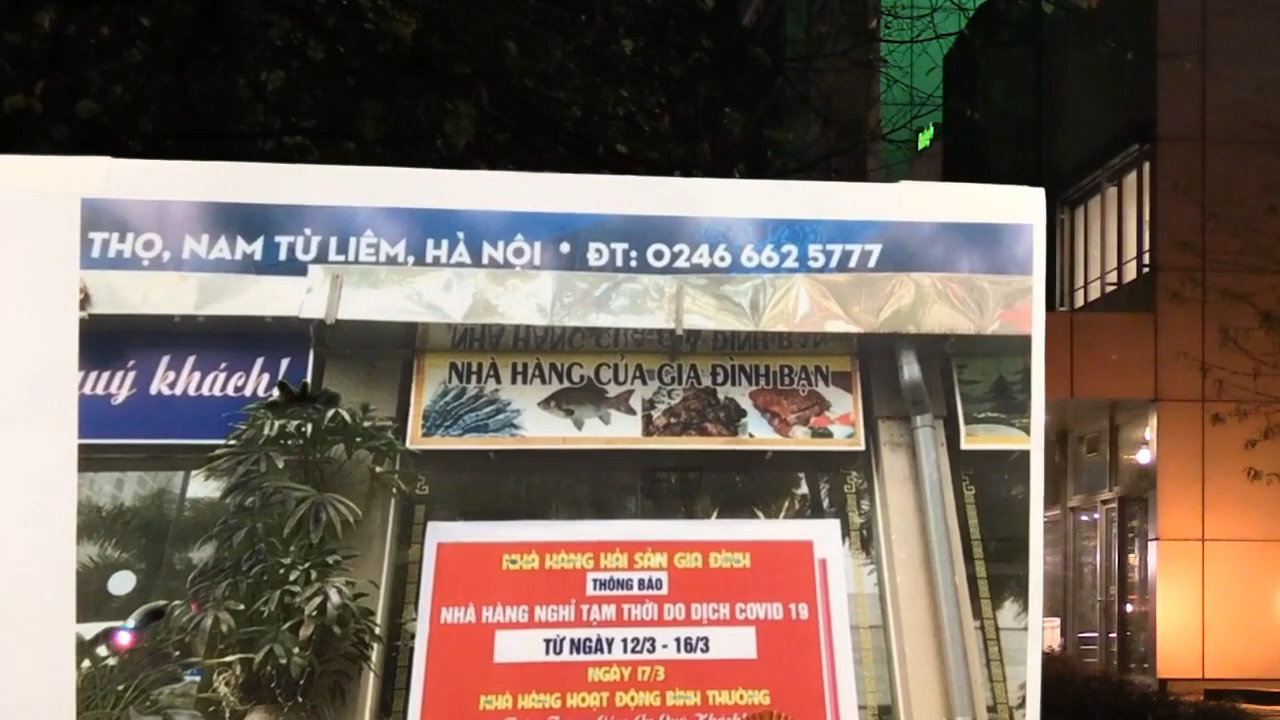 THỌ, NAM TỪ LIÊM, HÀ NỘI * ĐT: 0246 662 5777
quý khách!
NHÀ HÀNG CỦA GIA ĐÌNH BẠN
NHÀ HÀNG HẢI SẢN GIA ĐÌNH
THÔNG BÁO
NHÀ HÀNG NGHỈ TẠM THỜI DO DỊCH COVID 19
TỪ NGÀY 12/3 - 16/3
NGÀY 17/3
NHÀ HÀNG HOẠT ĐỘNG BÌNH THƯỜNG